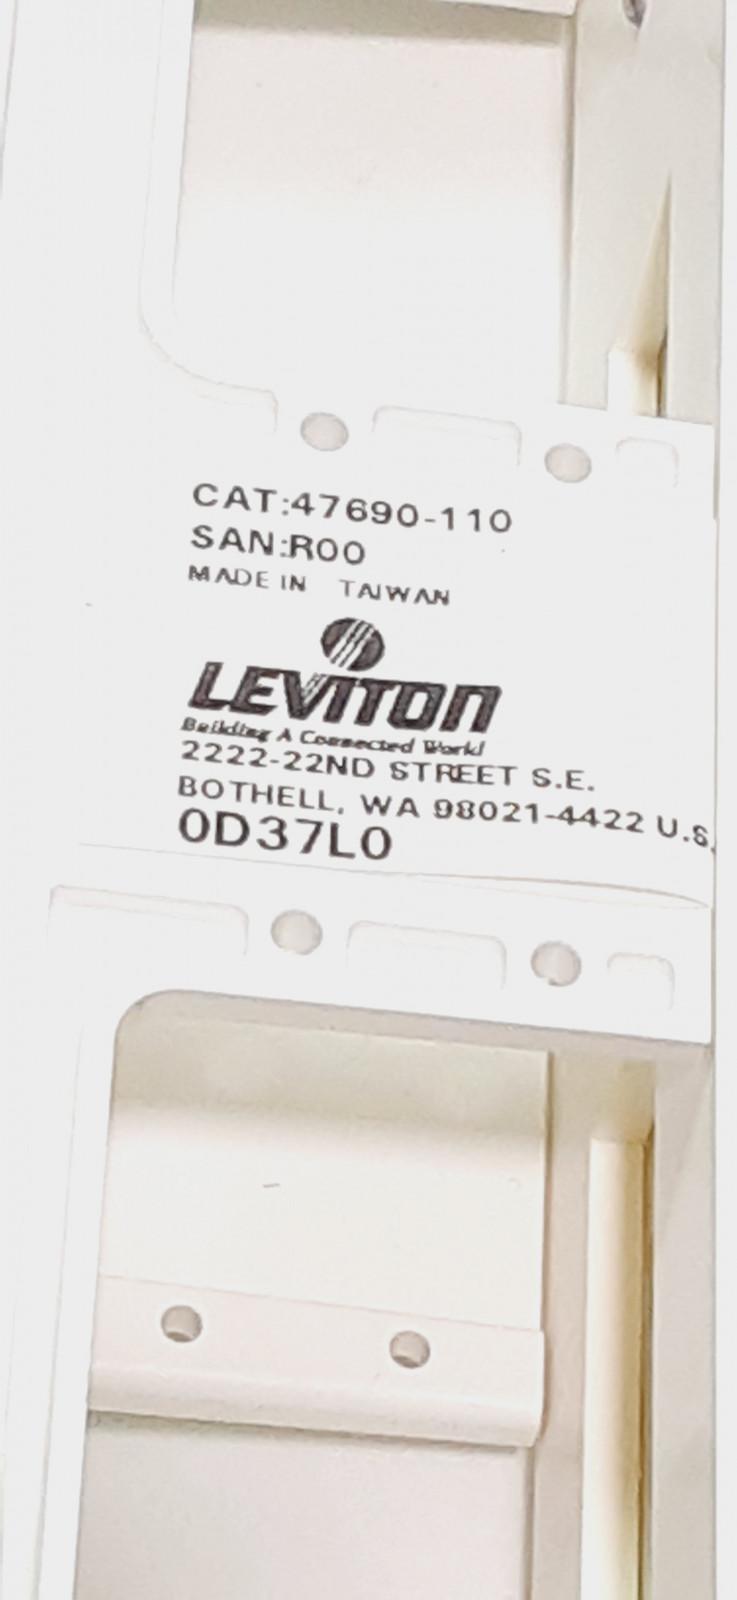 CAT:47690-110
SAN:R00
MADE IN TAIWAN
LEVITON
Building A Connected World
2222-22ND STREET S.E.
BOTHELL, WA 98021-4422 U.S.
0D37L0